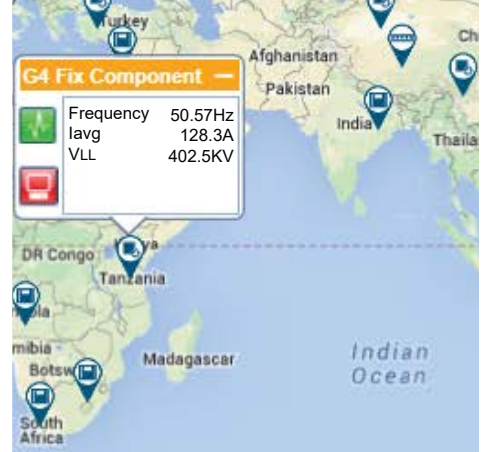 Turkey
Ch
Afghanistan
G4 Fix Component
Pakistan
Frequency 50.57Hz
Iavg 128.3A
VLL 402.5KV
India
Thaila
DR Congo
Tanzania
mibia
Madagascar
Botsw
Indian
Ocean
South
Africa